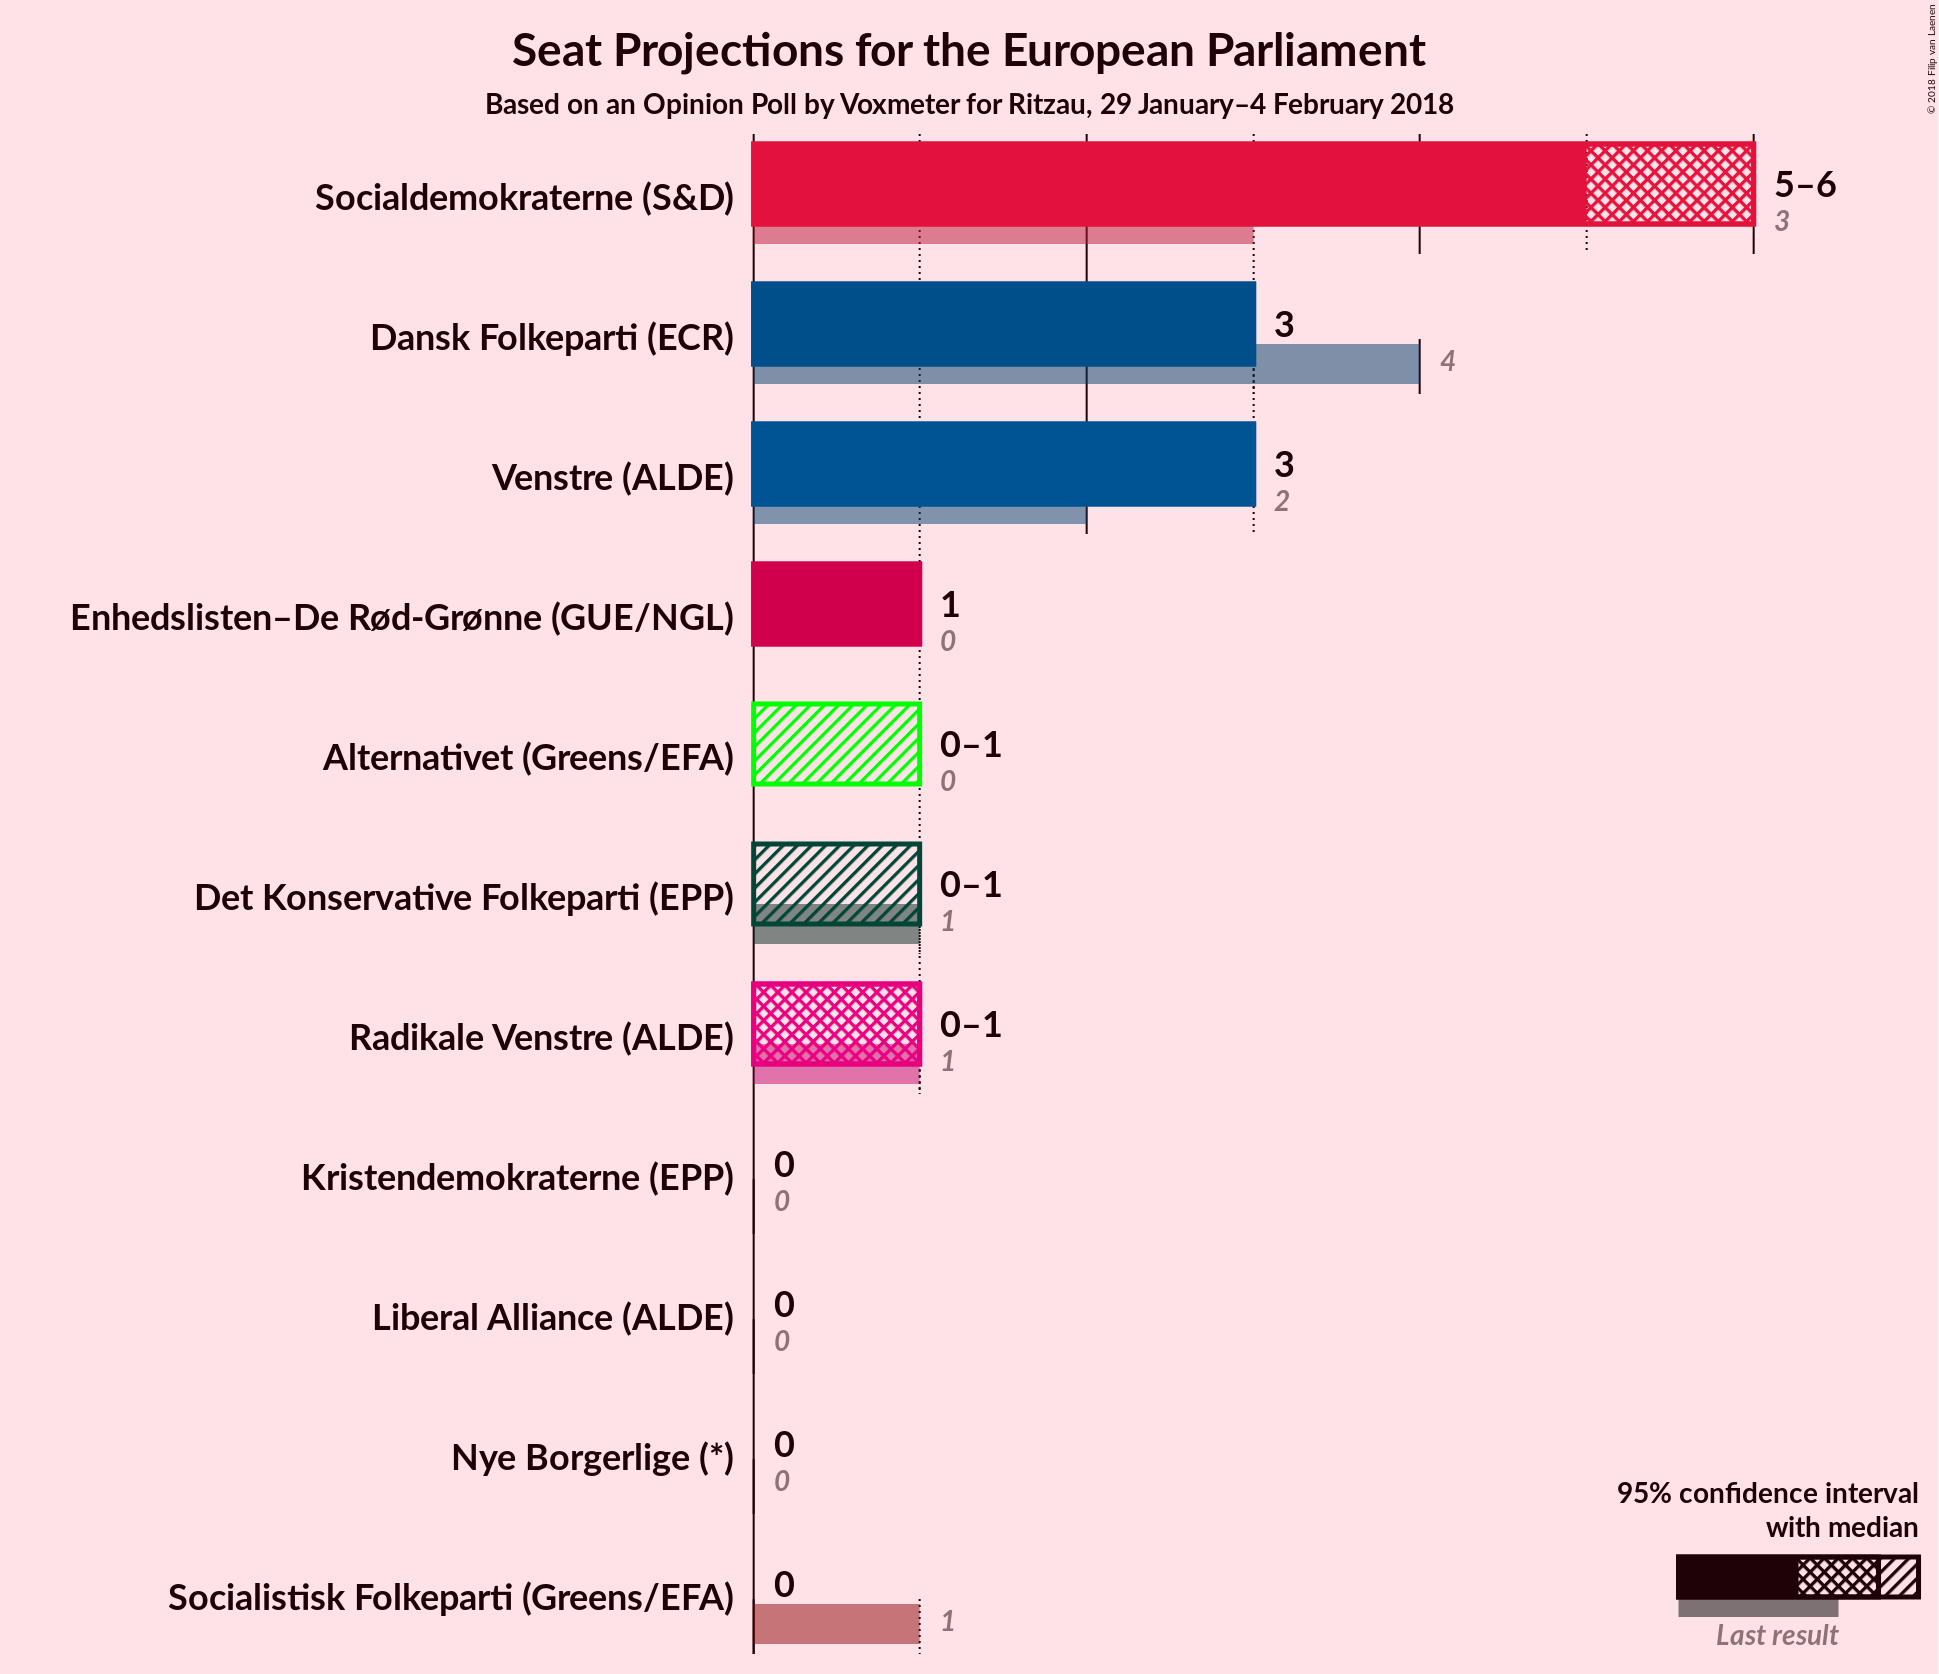 Seat Projections for the European Parliament
Based on an Opinion Poll by Voxmeter for Ritzau, 29 January–4 February 2018
© 2018 Filip van Laenen
Socialdemokraterne (S&D)
5–6
3
Dansk Folkeparti (ECR)
3
4
Venstre (ALDE)
3
2
Enhedslisten–De Rød-Grønne (GUE/NGL)
1
0
Alternativet (Greens/EFA)
0–1
0
Det Konservative Folkeparti (EPP)
0–1
1
Radikale Venstre (ALDE)
0–1
1
Kristendemokraterne (EPP)
0
0
Liberal Alliance (ALDE)
0
0
Nye Borgerlige (*)
0
0
Socialistisk Folkeparti (Greens/EFA)
0
1
95% confidence interval
with median
Last result